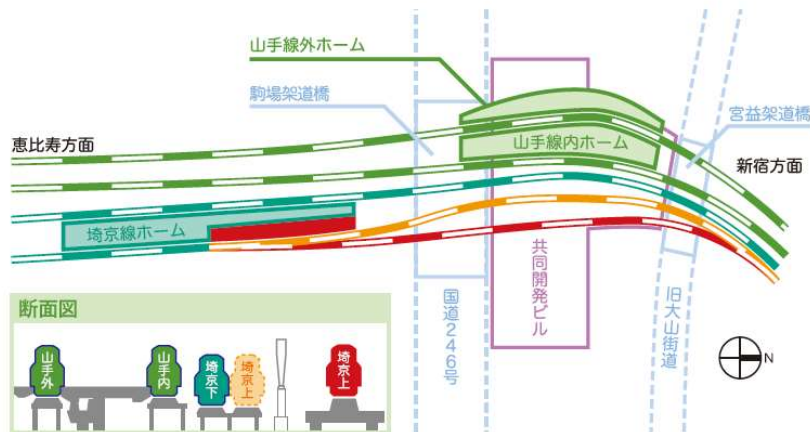 山手線外ホーム
駒場架道橋
宮益架道橋
恵比寿方面
山手線内ホーム
新宿方面
埼京線ホーム
共同開発ビル
国道246号
旧大山街道
N
断面図
山手外
山手内
埼京下
埼京上
埼京上